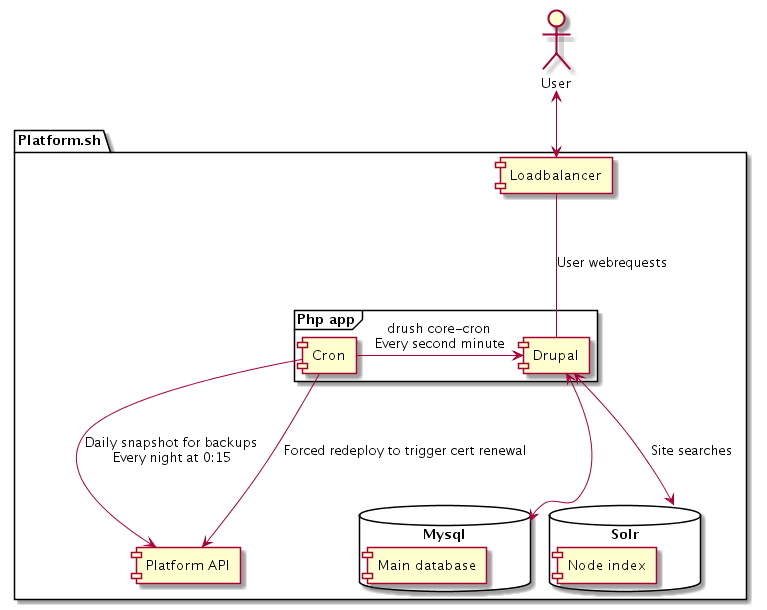 User
Platform.sh
Loadbalancer
User webrequests
Php app
drush core-cron
Every second minute
Cron
Drupal
Daily snapshot for backups
Every night at 0:15
Forced redeploy to trigger cert renewal
Site searches
Mysql
Solr
Platform API
Main database
Node index